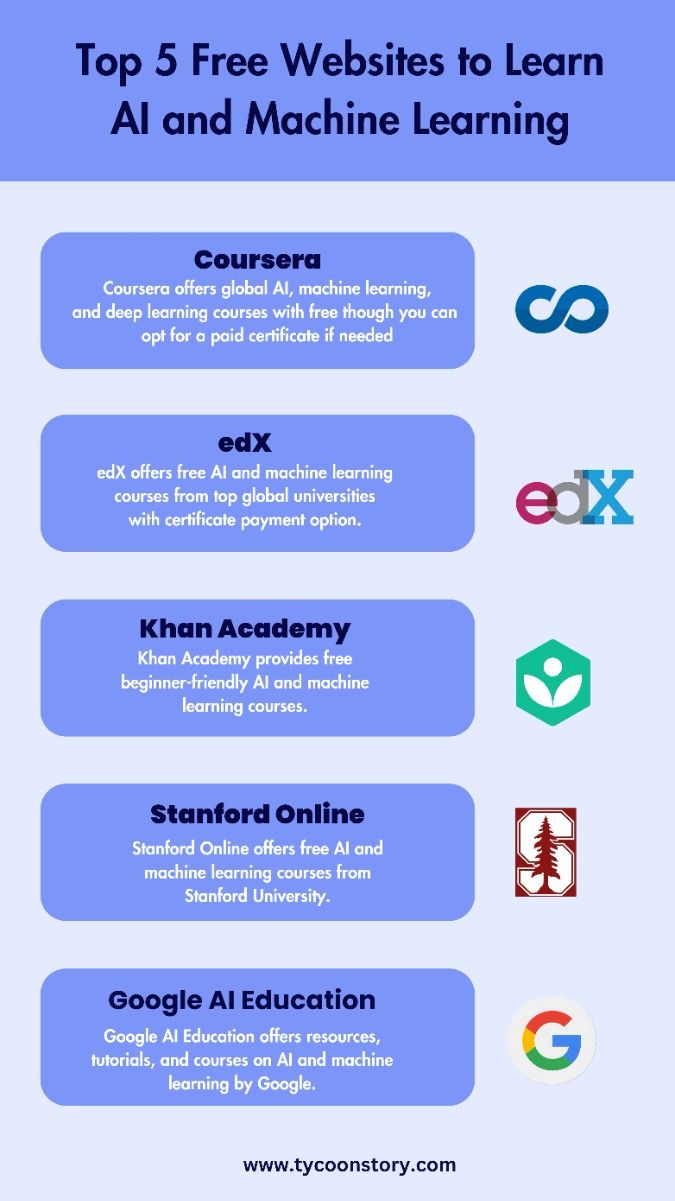 Top 5 Free Websites to Learn
AI and Machine Learning
Coursera
Coursera offers global AI, machine learning,
and deep learning courses with free though you can
opt for a paid certificate if needed
edX
edX offers free AI and machine learning
courses from top global universities
with certificate payment option.
edX
Khan Academy
Khan Academy provides free
beginner-friendly AI and machine
learning courses.
Stanford Online
Stanford Online offers free AI and
machine learning courses from
Stanford University.
S
Google AI Education
Google AI Education offers resources,
tutorials, and courses on AI and machine
learning by Google.
G
www.tycoonstory.com